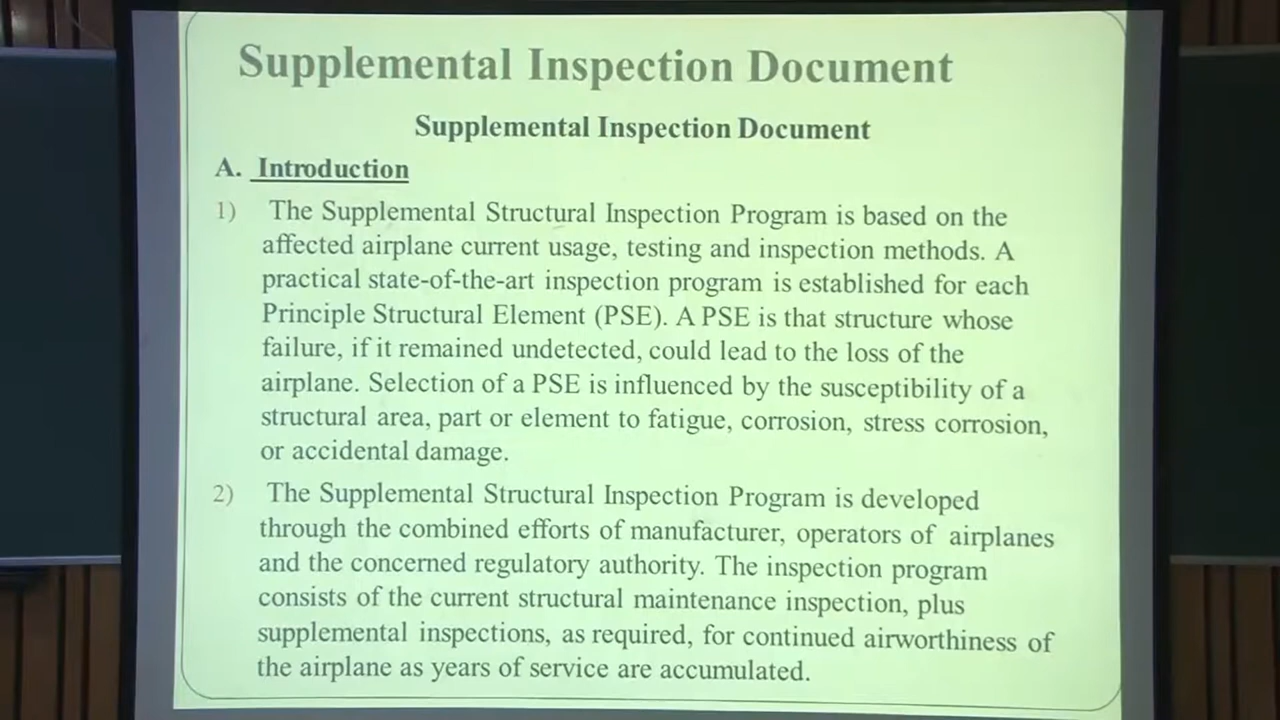 Supplemental Inspection Document
Supplemental Inspection Document
A. Introduction
1) The Supplemental Structural Inspection Program is based on the
affected airplane current usage, testing and inspection methods. A
practical state-of-the-art inspection program is established for each
Principle Structural Element (PSE). A PSE is that structure whose
failure, if it remained undetected, could lead to the loss of the
airplane. Selection of a PSE is influenced by the susceptibility of a
structural area, part or element to fatigue, corrosion, stress corrosion,
or accidental damage.
2) The Supplemental Structural Inspection Program is developed
through the combined efforts of manufacturer, operators of airplanes
and the concerned regulatory authority. The inspection program
consists of the current structural maintenance inspection, plus
supplemental inspections, as required, for continued airworthiness of
the airplane as years of service are accumulated.